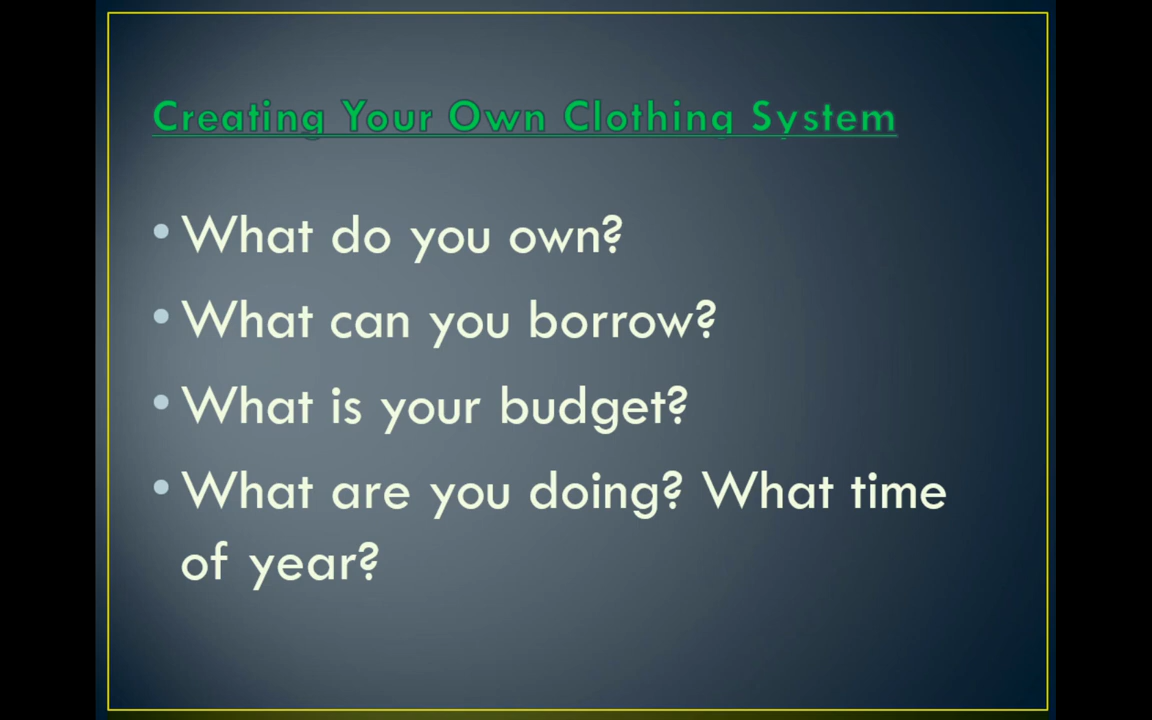 Creating Your Own Clothing System
• What do you own?
• What can you borrow?
• What is your budget?
• What are you doing? What time
of year?